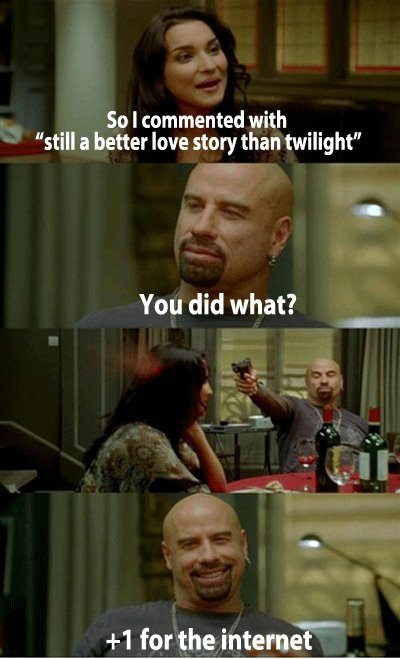 So I commented with
“still a better love story than twilight”
You did what?
+1 for the internet